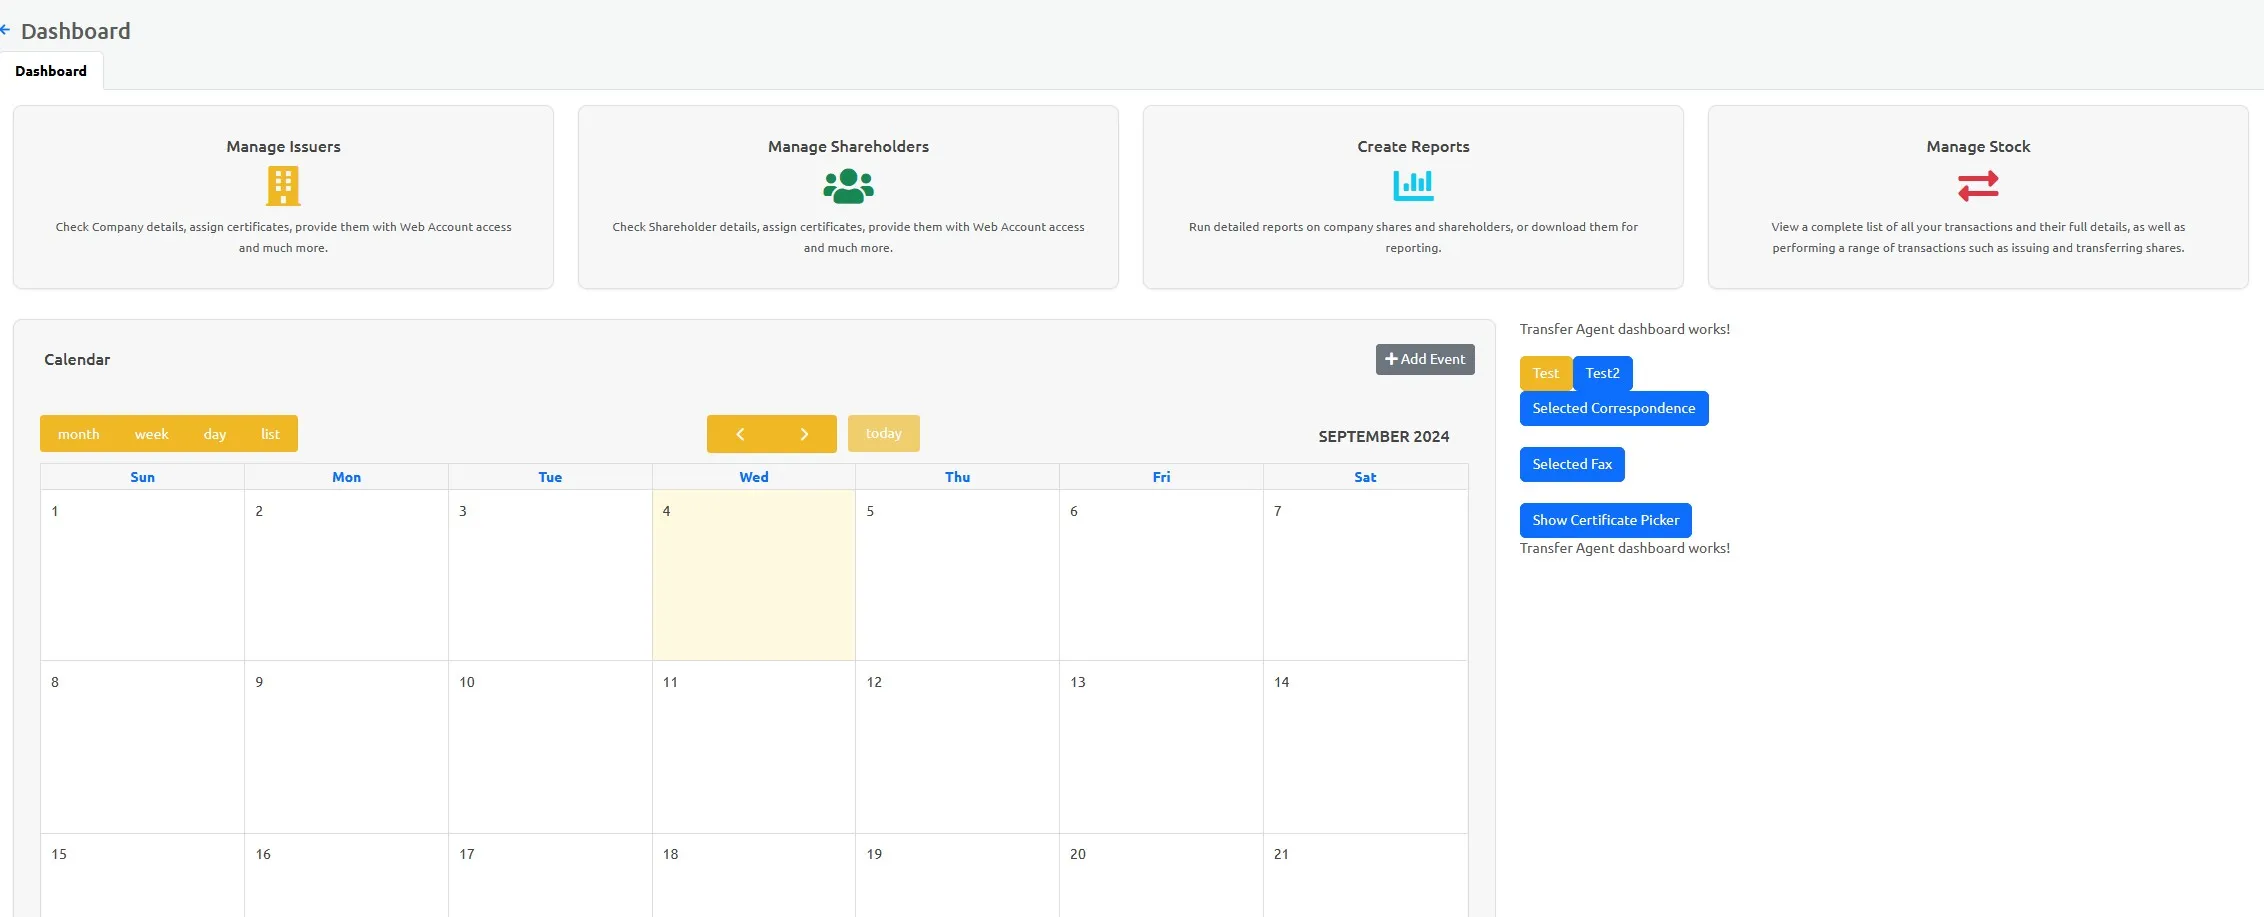 Dashboard
Dashboard
Manage Issuers
Check Company details, assign certificates, provide them with Web Account access
and much more.
Manage Shareholders
Check Shareholder details, assign certificates, provide them with Web Account access
and much more.
Create Reports
Run detailed reports on company shares and shareholders, or download them for
reporting.
Manage Stock
View a complete list of all your transactions and their full details, as well as
performing a range of transactions such as issuing and transferring shares.
Calendar
Add Event
month week day list
today
SEPTEMBER 2024
Sun Mon Tue Wed Thu Fri Sat
1 2 3 4 5 6 7
8 9 10 11 12 13 14
15 16 17 18 19 20 21
Transfer Agent dashboard works!
Test Test2
Selected Correspondence
Selected Fax
Show Certificate Picker
Transfer Agent dashboard works!